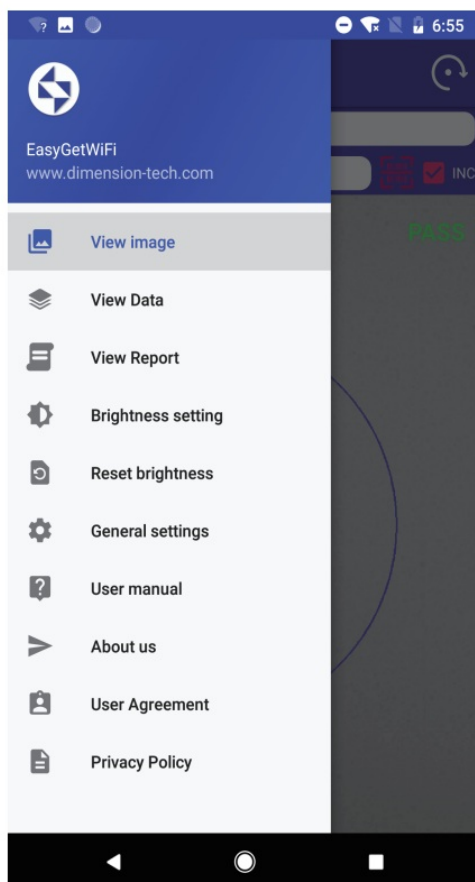 6:55
EasyGetWiFi
www.dimension-tech.com
INC
PASS
View image
View Data
View Report
Brightness setting
Reset brightness
General settings
User manual
About us
User Agreement
Privacy Policy